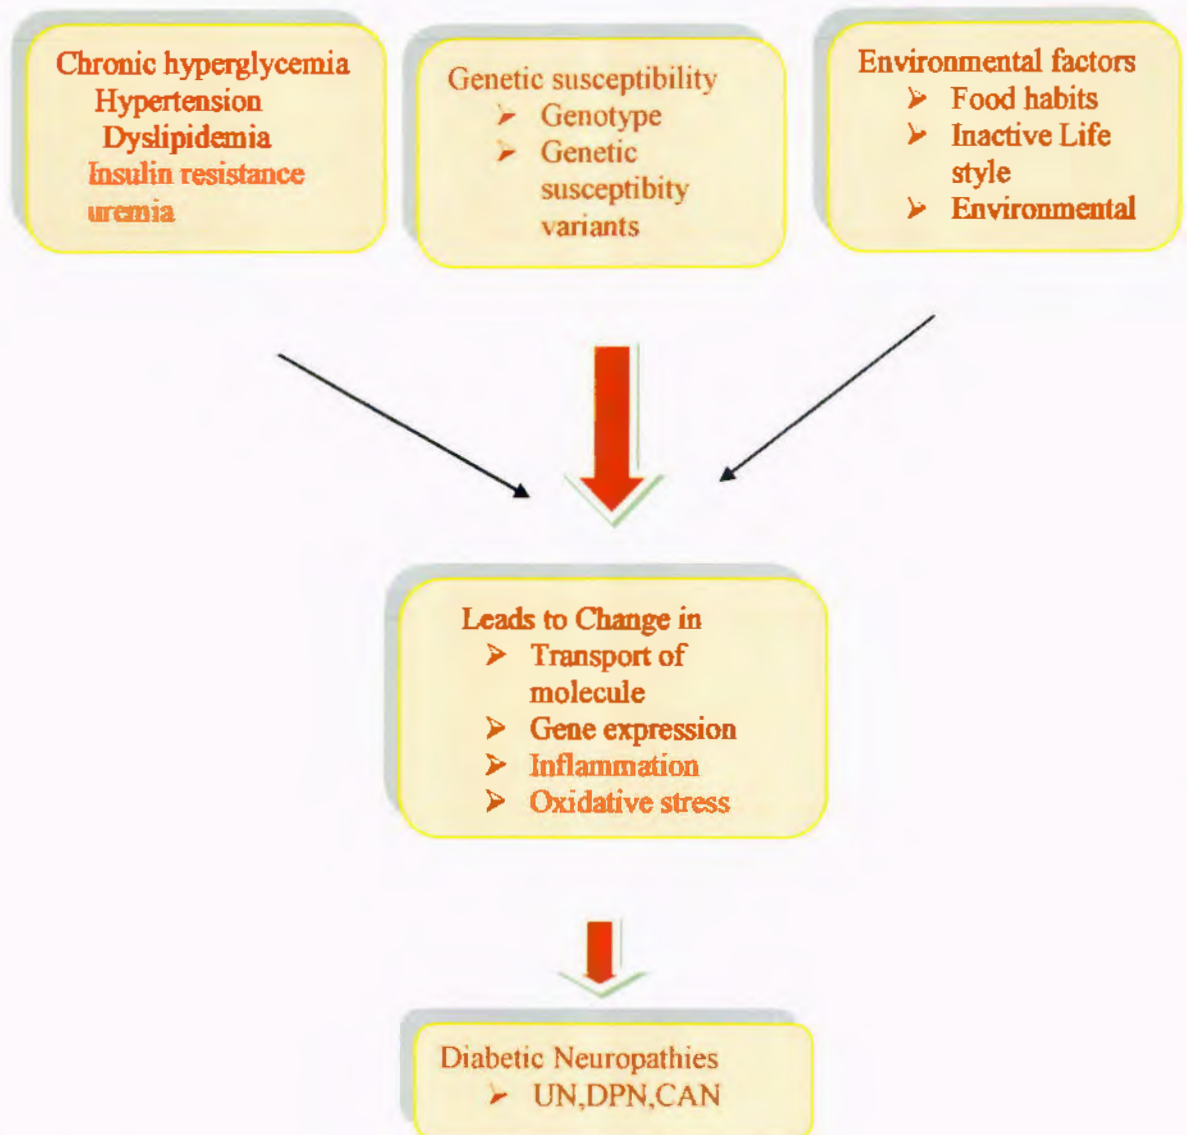 Chronic hyperglycemia
Hypertension
Dyslipidemia
Insulin resistance
uremia
Genetic susceptibility
➢ Genotype
➢ Genetic
susceptibity
variants
Environmental factors
➢ Food habits
➢ Inactive Life
style
➢ Environmental
Leads to Change in
➢ Transport of
molecule
➢ Gene expression
➢ Inflammation
➢ Oxidative stress
Diabetic Neuropathies
➢ UN,DPN,CAN